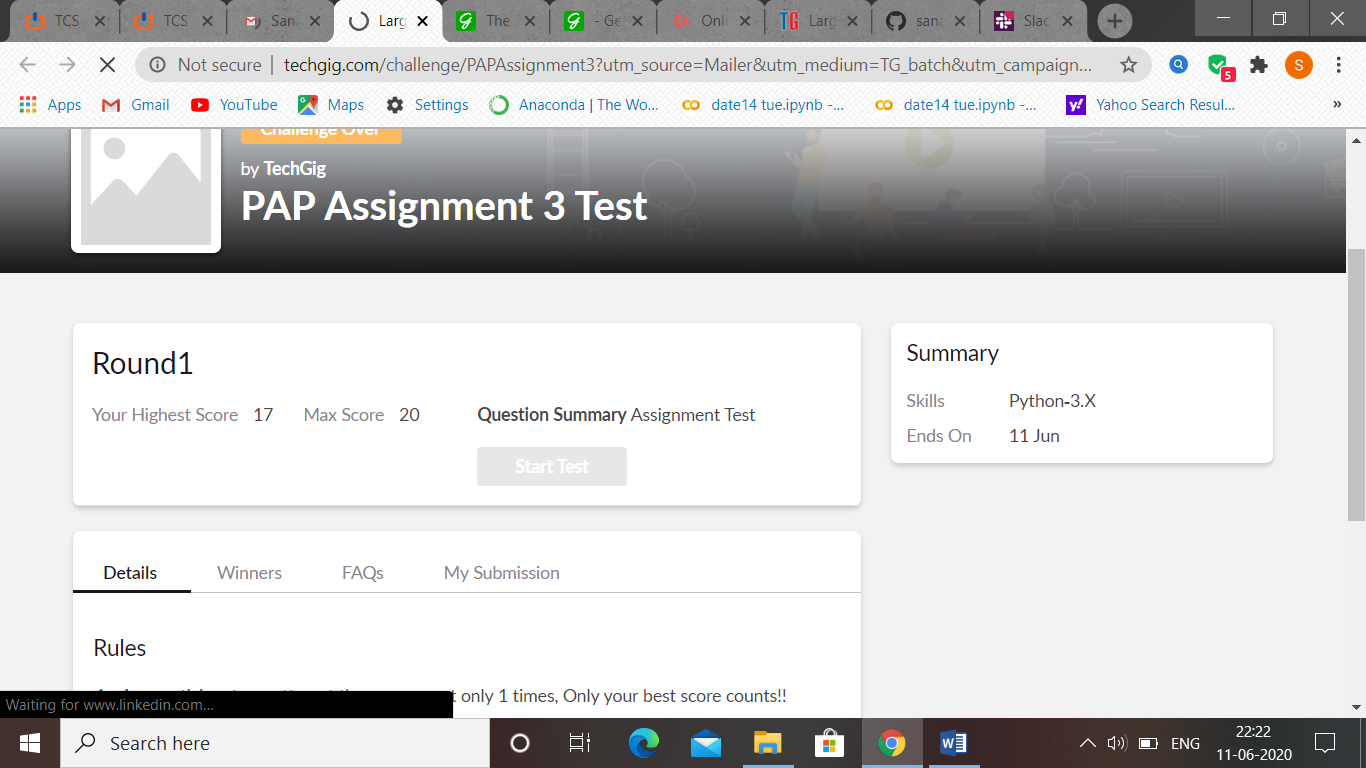 TCS
TCS
San
Larg
The
- Ge
Onli
Larg
sana
Slac
Not secure | techgig.com/challenge/PAPAssignment3?utm_source=Mailer&utm_medium=TG_batch&utm_campaign...
S
5
Apps
Gmail
YouTube
Maps
Settings
Anaconda | The Wo...
date14 tue.ipynb -...
date14 tue.ipynb -...
Yahoo Search Resul...
»
Challenge Over
by TechGig
PAP Assignment 3 Test
Round1
Your Highest Score 17 Max Score 20 Question Summary Assignment Test
Start Test
Summary
Skills Python-3.X
Ends On 11 Jun
Details Winners FAQs My Submission
Rules
only 1 times, Only your best score counts!!
Waiting for www.linkedin.com...
Search here
ENG
22:22
11-06-2020